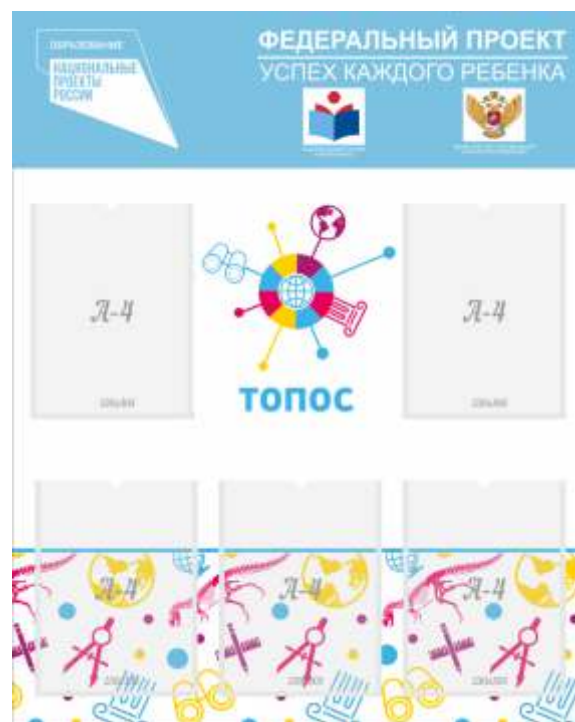 ОБРАЗОВАНИЕ
НАЦИОНАЛЬНЫЕ
ПРОЕКТЫ
РОССИИ
ФЕДЕРАЛЬНЫЙ ПРОЕКТ
УСПЕХ КАЖДОГО РЕБЕНКА
А-4
ТОПОС
А-4
А-4
А-4
А-4